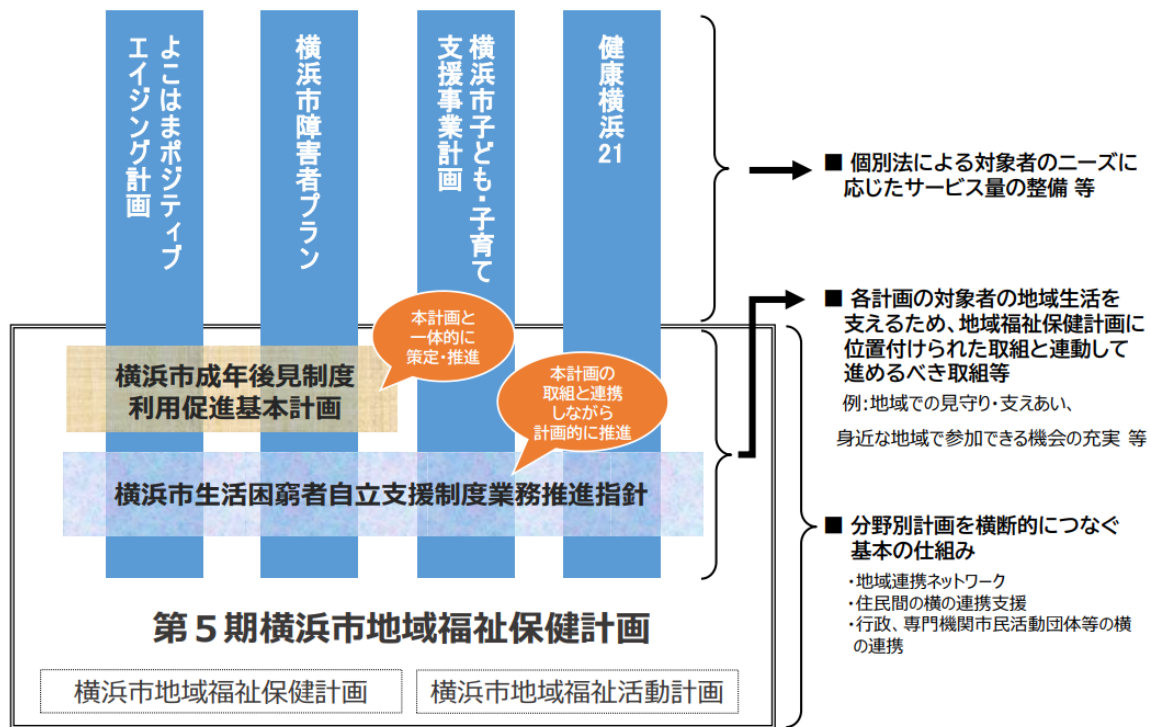 よこはまポジティブ
エイジング計画
横浜市障害者プラン
横浜市子ども・子育て
支援事業計画
健康横浜21
■ 個別法による対象者のニーズに
応じたサービス量の整備 等
■ 各計画の対象者の地域生活を
支えるため、地域福祉保健計画に
位置付けられた取組と連動して
進めるべき取組等
例:地域での見守り・支えあい、
身近な地域で参加できる機会の充実 等
本計画と
一体的に
策定・推進
横浜市成年後見制度
利用促進基本計画
本計画の
取組と連携
しながら
計画的に推進
横浜市生活困窮者自立支援制度業務推進指針
■ 分野別計画を横断的につなぐ
基本の仕組み
・地域連携ネットワーク
・住民間の横の連携支援
・行政、専門機関市民活動団体等の横
の連携
第5期横浜市地域福祉保健計画
横浜市地域福祉保健計画
横浜市地域福祉活動計画